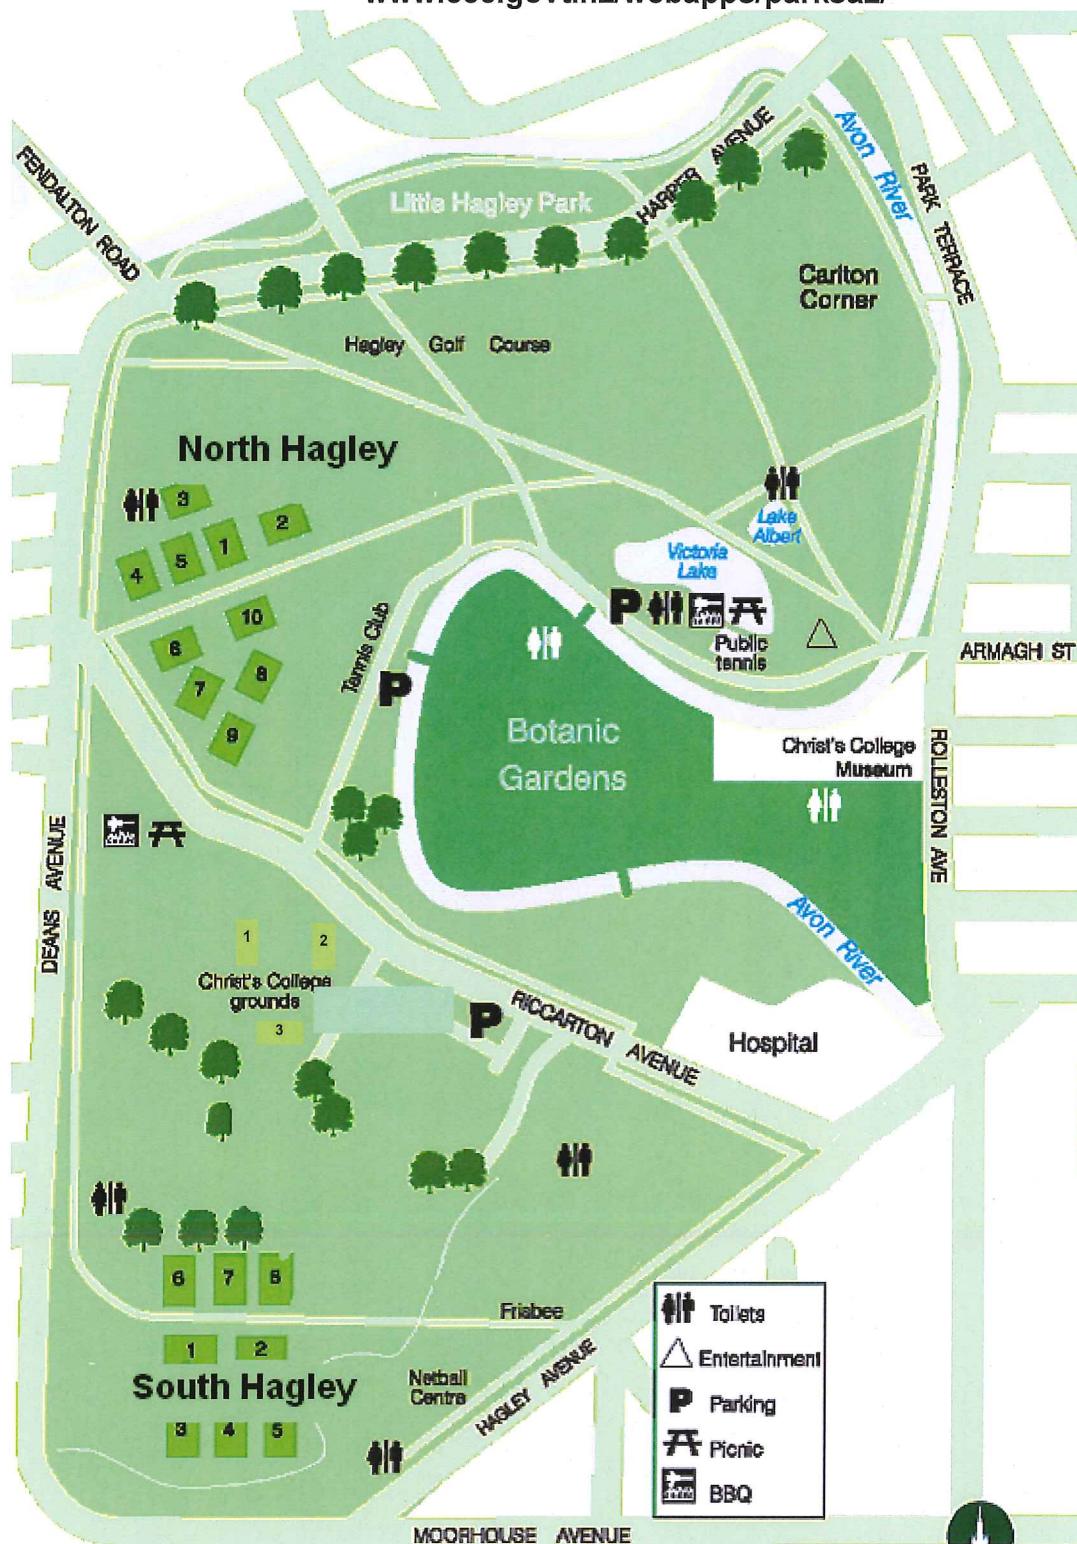 Avon
River
FENDALTON ROAD
HARPER AVENUE
PARK TERRACE
Little Hagley Park
Carlton
Corner
Hagley Golf Course
North Hagley
3
2
1
5
4
10
6
8
7
9
Lake
Albert
Victoria
Lake
P
Public
tennis
ARMAGH ST
Tennis Club
P
Botanic
Gardens
Christ's College
Museum
ROLLESTON AVE
DEANS AVENUE
Avon River
1
2
Christ's College
grounds
3
P
RICCARTON AVENUE
Hospital
6
7
8
Frisbee
1
2
South Hagley
Netball
Centre
HAGLEY AVENUE
3
4
5
Toilets
Entertainment
P Parking
Picnic
BBQ
MOORHOUSE AVENUE